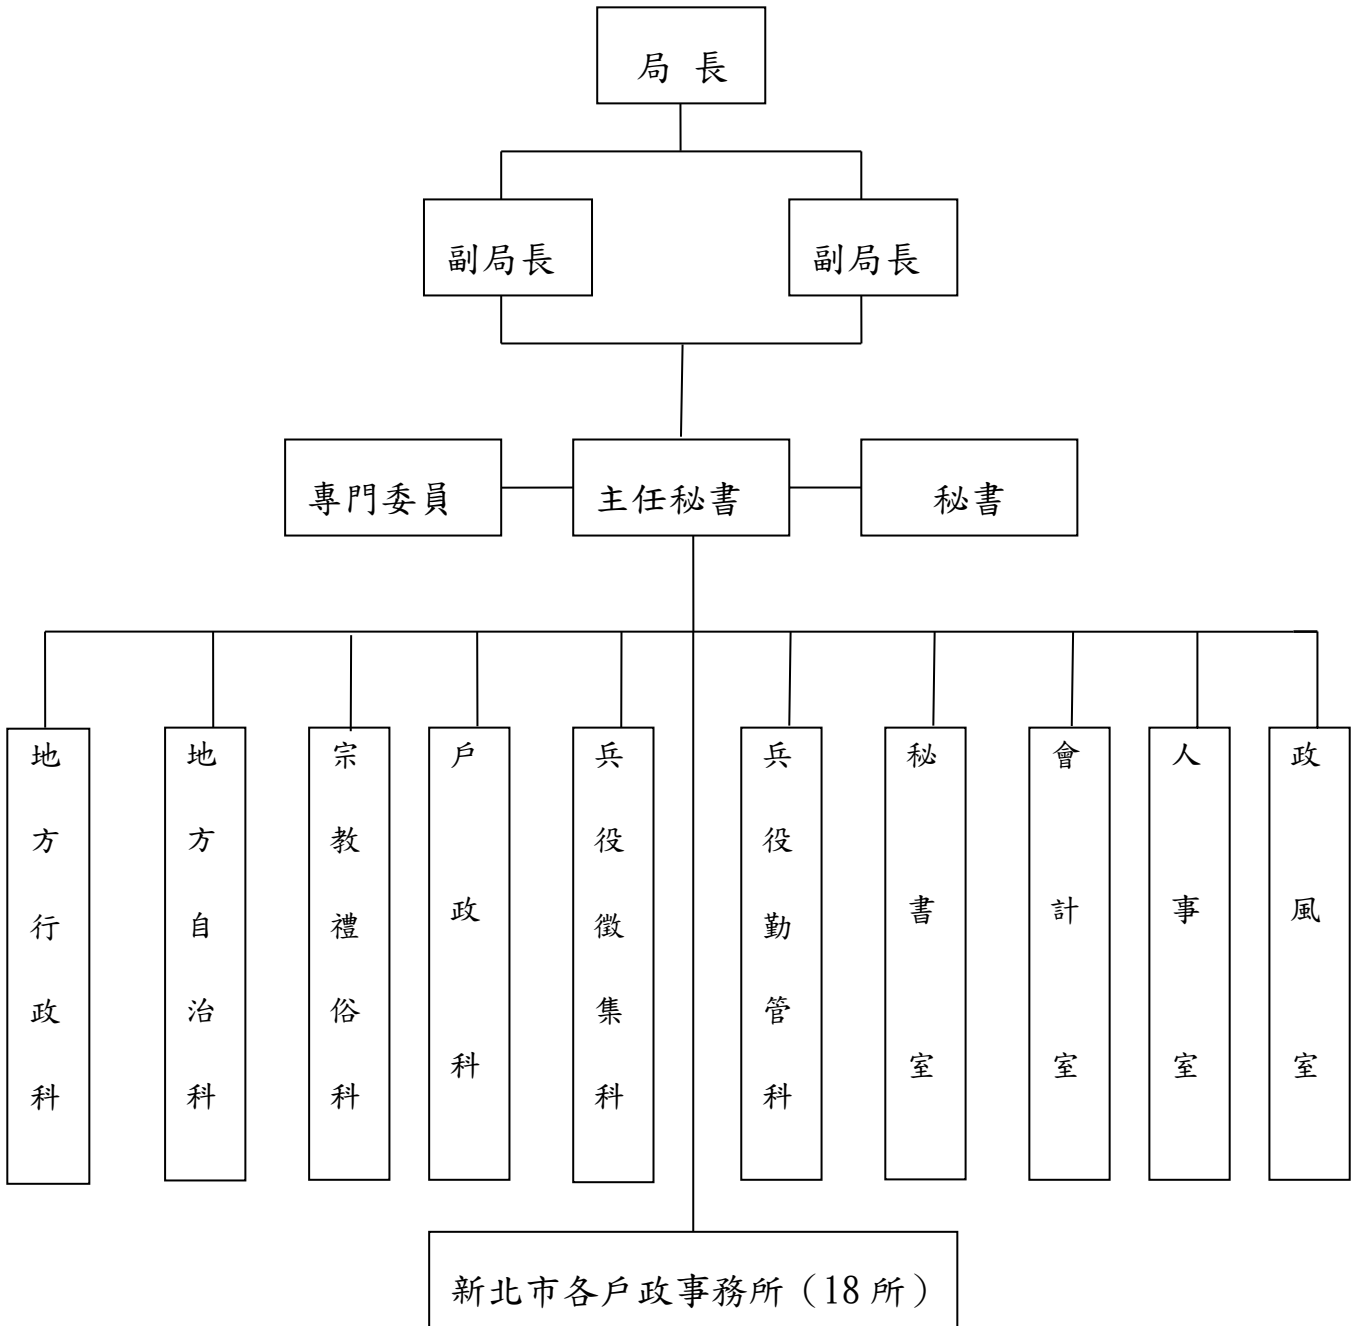 局 長
副局長
副局長
專門委員
主任秘書
秘書
地方行政科
地方自治科
宗教禮俗科
戶政科
兵役徵集科
兵役勤管科
秘書室
會計室
人事室
政風室
新北市各戶政事務所（18 所）